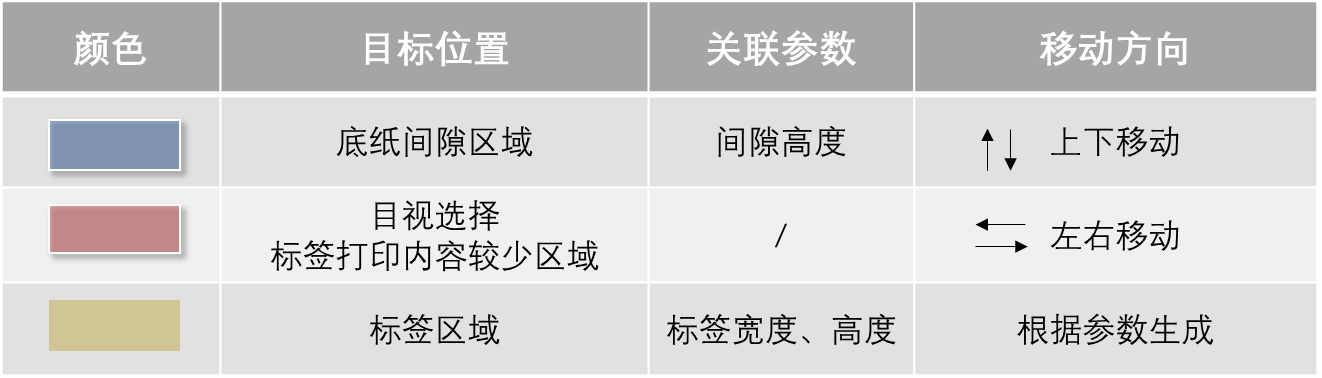 颜色 目标位置 关联参数 移动方向
底纸间隙区域 间隙高度 上下移动
目视选择
标签打印内容较少区域 / 左右移动
标签区域 标签宽度、高度 根据参数生成